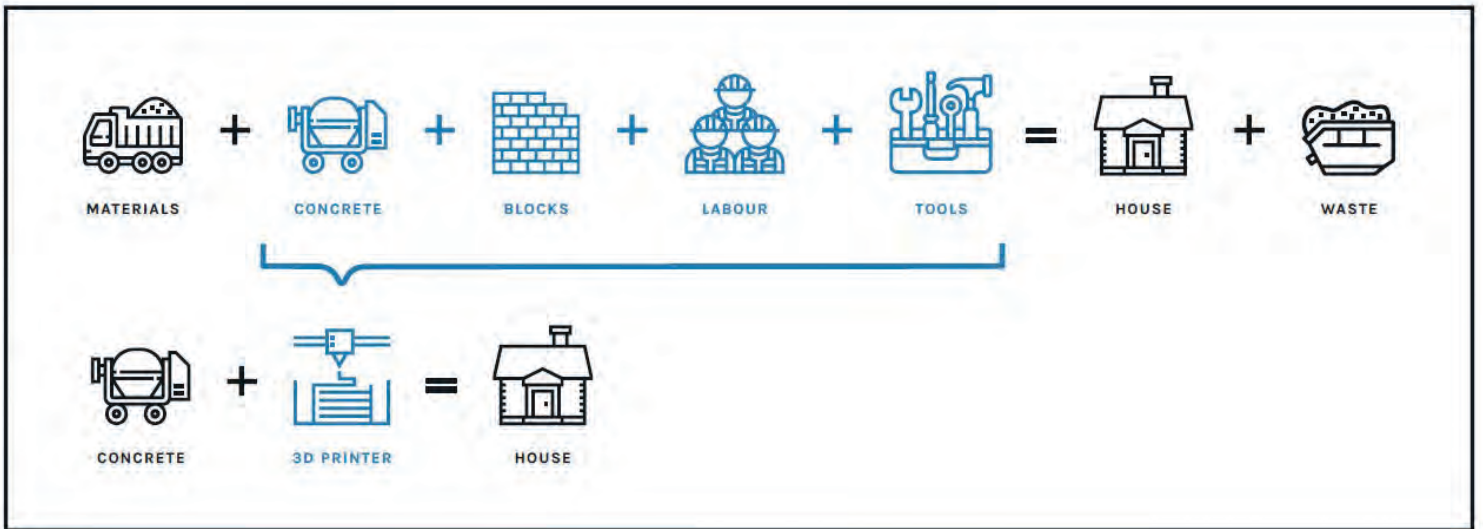 MATERIALS + CONCRETE + BLOCKS + LABOUR + TOOLS = HOUSE + WASTE
CONCRETE + 3D PRINTER = HOUSE